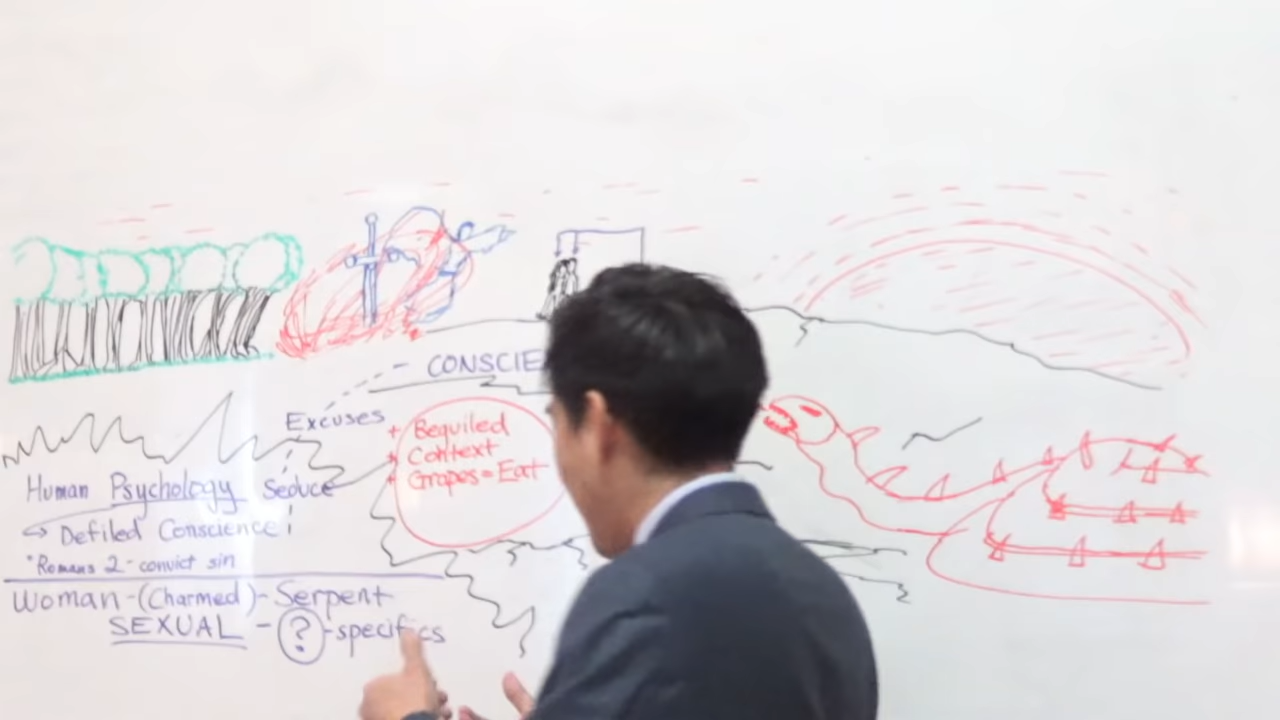 - CONSCIE
Excuses
+ Bequiled
Context
Grapes = Eat
Human Psychology Seduce
↪ Defiled Conscience
*Romans 2 - convict sin
Woman - (Charmed) - Serpent
SEXUAL - ? - specifics